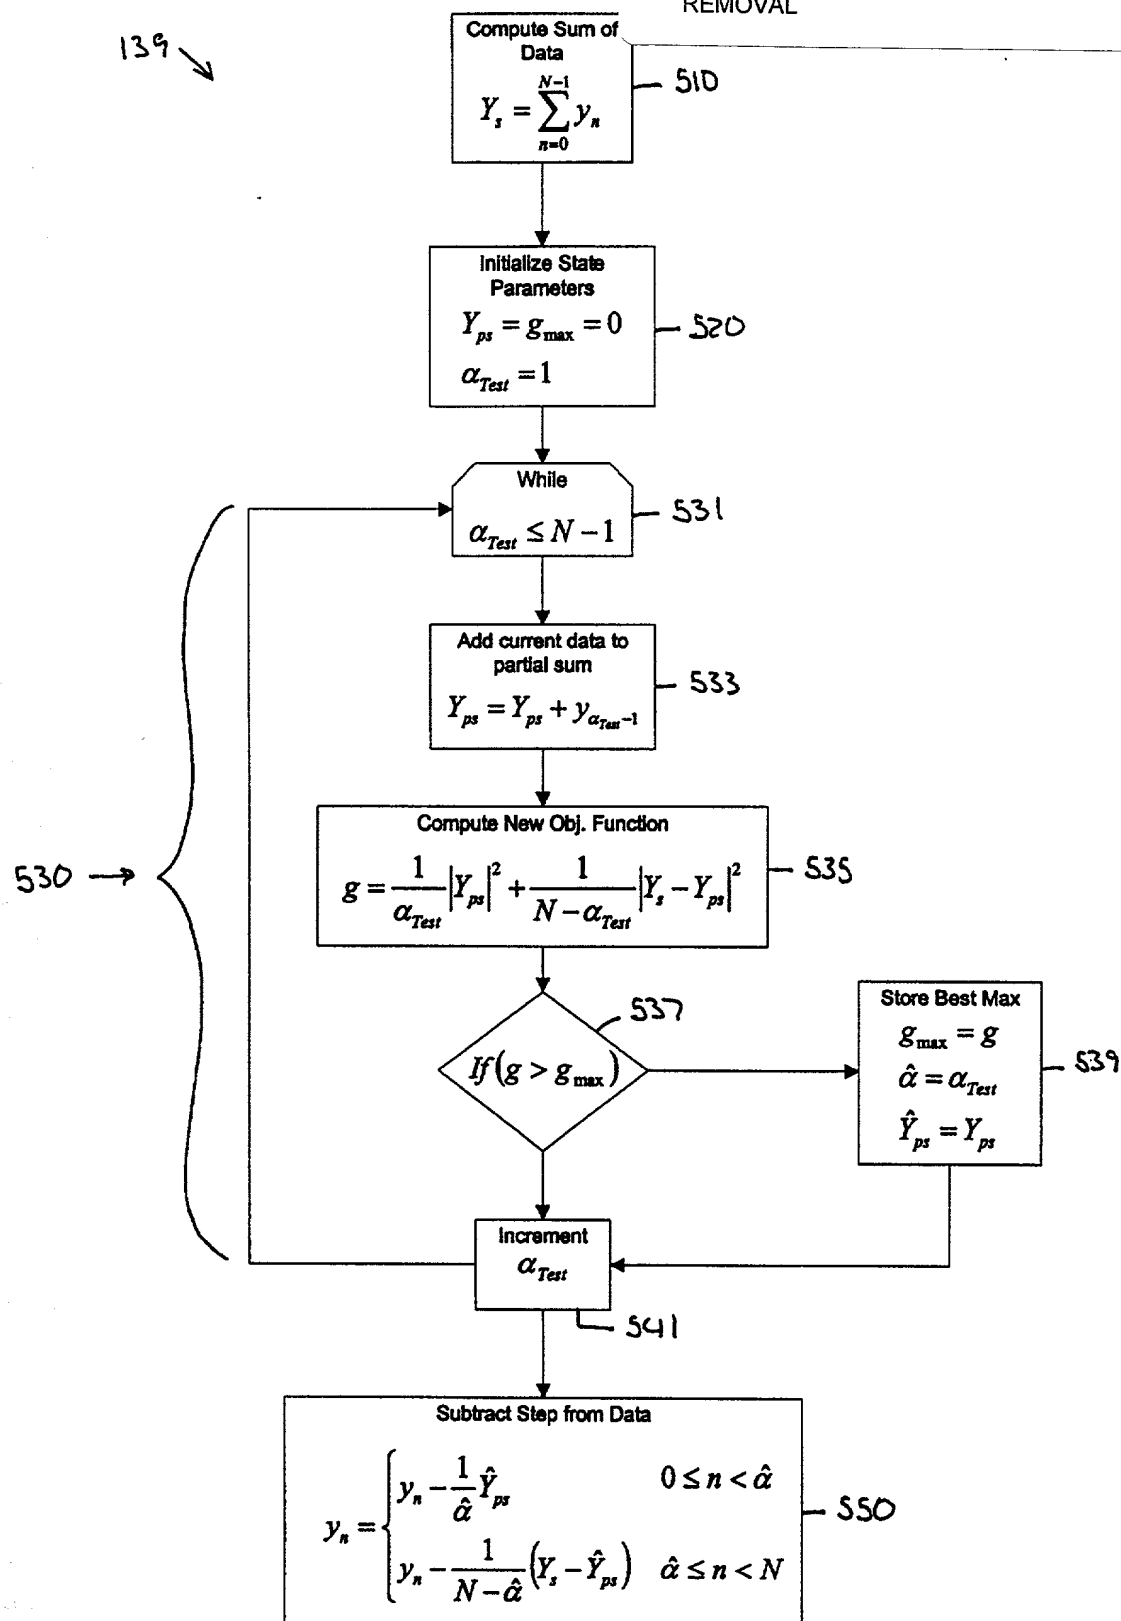 REMOVAL
139
Compute Sum of
Data
Y_s = \sum_{n=0}^{N-1} y_n
510
Initialize State
Parameters
Y_{ps} = g_{max} = 0
α_{Test} = 1
520
While
α_{Test} ≤ N - 1
531
Add current data to
partial sum
Y_{ps} = Y_{ps} + y_{α_{Test}-1}
533
Compute New Obj. Function
g = \frac{1}{α_{Test}} |Y_{ps}|^2 + \frac{1}{N - α_{Test}} |Y_s - Y_{ps}|^2
535
530
If(g > g_{max})
537
Store Best Max
g_{max} = g
\hat{α} = α_{Test}
\hat{Y}_{ps} = Y_{ps}
539
Increment
α_{Test}
541
Subtract Step from Data
y_n = { y_n - \frac{1}{\hat{α}} \hat{Y}_{ps} 0 ≤ n < \hat{α}
y_n - \frac{1}{N - \hat{α}} (Y_s - \hat{Y}_{ps}) \hat{α} ≤ n < N
550